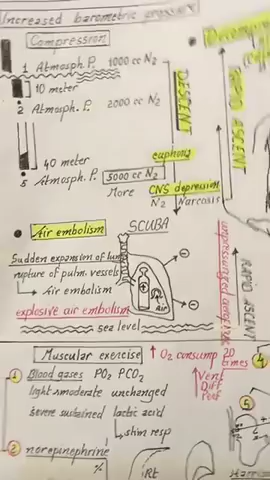 Increased barometric pressure
Compression
1 Atmosph. P. 1000 cc N2
10 meter
2 Atmosph. P. 2000 cc N2
DESCENT
RAPID ASCENT
40 meter
5 Atmosph. P. 5000 cc N2
More
euphory
CNS depression
N2 Narcosis
Air embolism
SCUBA
Sudden expansion of lung
rupture of pulm. vessels
Air embolism
explosive air embolism
Air
sea level
RAPID ASCENT
Muscular exercise ↑ O2 consump 20 times
1 Blood gases PO2 PCO2
light & moderate unchanged
severe sustained lactic acid
stim resp
↑ Vent
Diff
Perf
2 norepinephrine
%
Rt
4
5